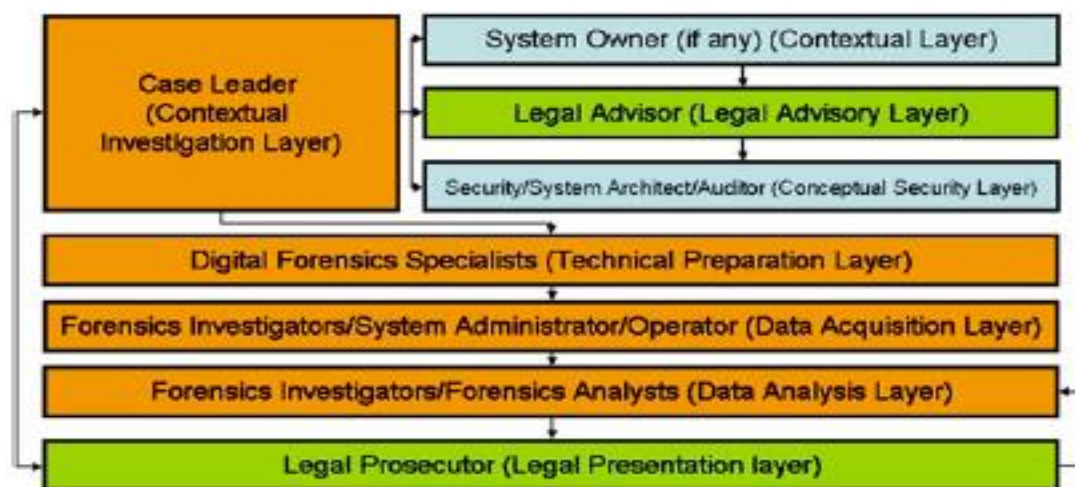 Case Leader
(Contextual
Investigation Layer)
System Owner (if any) (Contextual Layer)
Legal Advisor (Legal Advisory Layer)
Security/System Architect/Auditor (Conceptual Security Layer)
Digital Forensics Specialists (Technical Preparation Layer)
Forensics Investigators/System Administrator/Operator (Data Acquisition Layer)
Forensics Investigators/Forensics Analysts (Data Analysis Layer)
Legal Prosecutor (Legal Presentation layer)